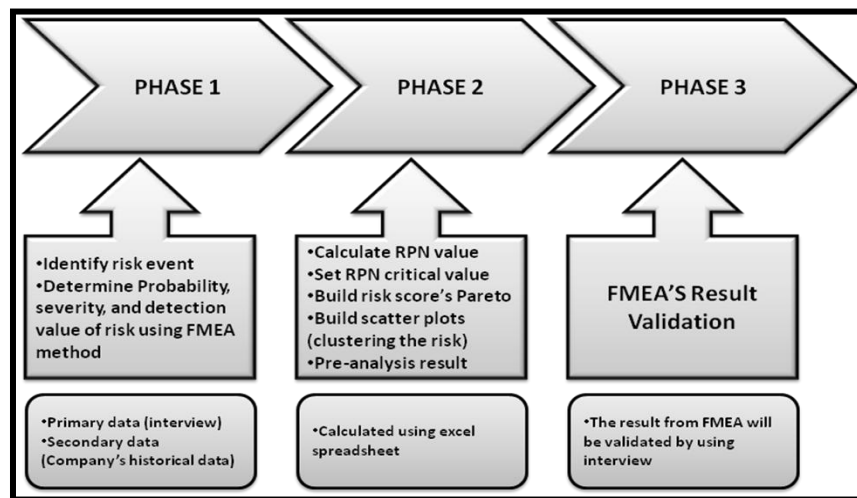 PHASE 1
PHASE 2
PHASE 3
•Identify risk event
•Determine Probability,
severity, and detection
value of risk using FMEA
method
•Calculate RPN value
•Set RPN critical value
•Build risk score's Pareto
•Build scatter plots
(clustering the risk)
•Pre-analysis result
FMEA'S Result
Validation
•Primary data (interview)
•Secondary data
(Company's historical data)
•Calculated using excel
spreadsheet
•The result from FMEA will
be validated by using
interview